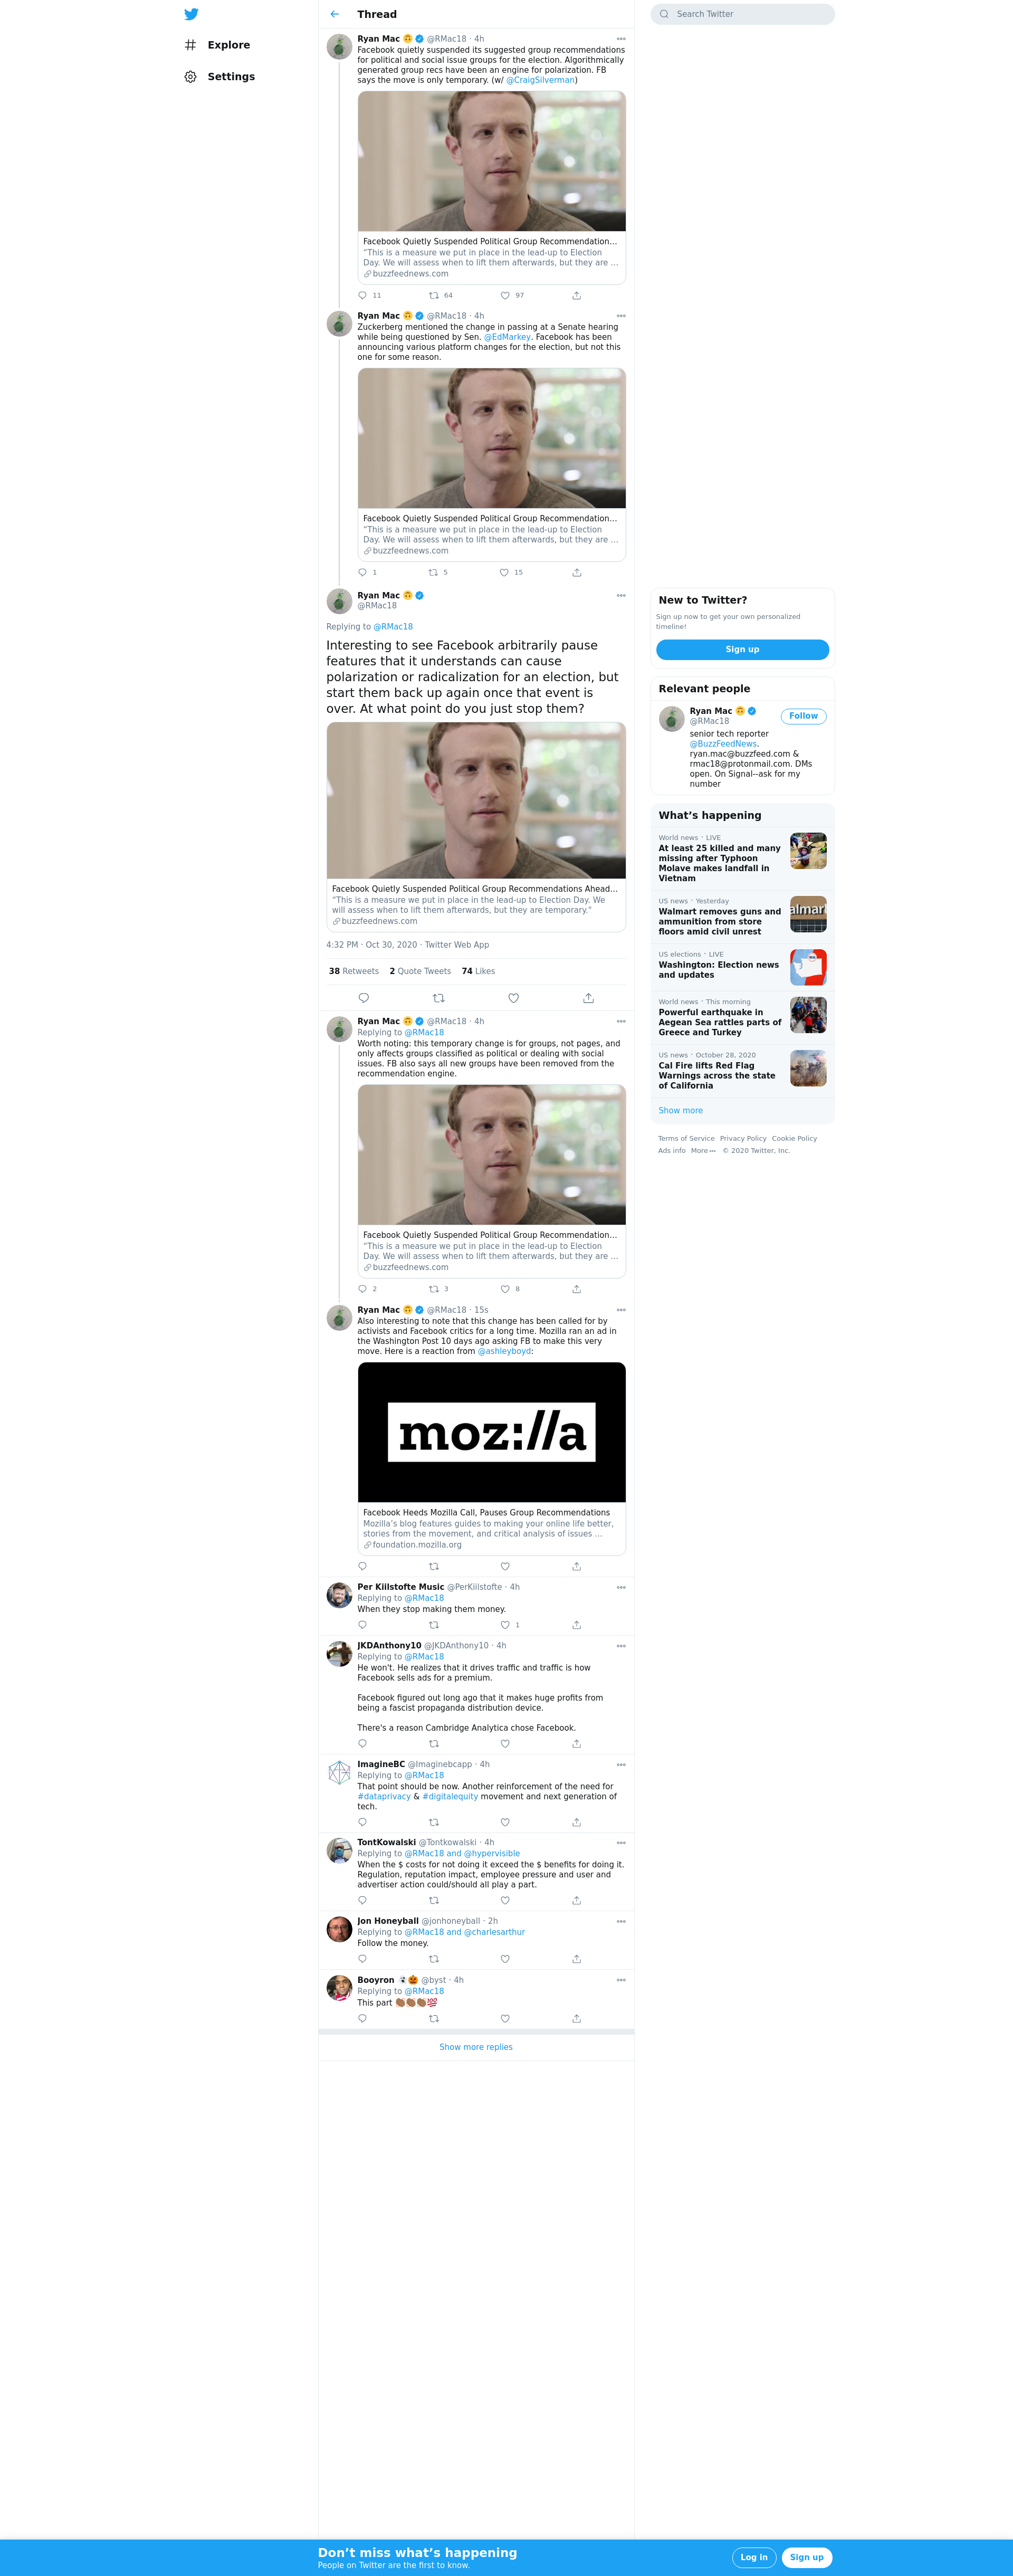 Explore
Settings
Thread
Ryan Mac 🙃 @RMac18 · 4h
Facebook quietly suspended its suggested group recommendations
for political and social issue groups for the election. Algorithmically
generated group recs have been an engine for polarization. FB
says the move is only temporary. (w/ @CraigSilverman)
Facebook Quietly Suspended Political Group Recommendation…
“This is a measure we put in place in the lead-up to Election
Day. We will assess when to lift them afterwards, but they are …
buzzfeednews.com
11 64 97
Ryan Mac 🙃 @RMac18 · 4h
Zuckerberg mentioned the change in passing at a Senate hearing
while being questioned by Sen. @EdMarkey. Facebook has been
announcing various platform changes for the election, but not this
one for some reason.
Facebook Quietly Suspended Political Group Recommendation…
“This is a measure we put in place in the lead-up to Election
Day. We will assess when to lift them afterwards, but they are …
buzzfeednews.com
1 5 15
Ryan Mac 🙃
@RMac18
Replying to @RMac18
Interesting to see Facebook arbitrarily pause
features that it understands can cause
polarization or radicalization for an election, but
start them back up again once that event is
over. At what point do you just stop them?
Facebook Quietly Suspended Political Group Recommendations Ahead…
“This is a measure we put in place in the lead-up to Election Day. We
will assess when to lift them afterwards, but they are temporary.”
buzzfeednews.com
4:32 PM · Oct 30, 2020 · Twitter Web App
38 Retweets 2 Quote Tweets 74 Likes
Ryan Mac 🙃 @RMac18 · 4h
Replying to @RMac18
Worth noting: this temporary change is for groups, not pages, and
only affects groups classified as political or dealing with social
issues. FB also says all new groups have been removed from the
recommendation engine.
Facebook Quietly Suspended Political Group Recommendation…
“This is a measure we put in place in the lead-up to Election
Day. We will assess when to lift them afterwards, but they are …
buzzfeednews.com
2 3 8
Ryan Mac 🙃 @RMac18 · 15s
Also interesting to note that this change has been called for by
activists and Facebook critics for a long time. Mozilla ran an ad in
the Washington Post 10 days ago asking FB to make this very
move. Here is a reaction from @ashleyboyd:
moz://a
Facebook Heeds Mozilla Call, Pauses Group Recommendations
Mozilla’s blog features guides to making your online life better,
stories from the movement, and critical analysis of issues …
foundation.mozilla.org
Per Kiilstofte Music @PerKiilstofte · 4h
Replying to @RMac18
When they stop making them money.
1
JKDAnthony10 @JKDAnthony10 · 4h
Replying to @RMac18
He won't. He realizes that it drives traffic and traffic is how
Facebook sells ads for a premium.
Facebook figured out long ago that it makes huge profits from
being a fascist propaganda distribution device.
There's a reason Cambridge Analytica chose Facebook.
ImagineBC @Imaginebcapp · 4h
Replying to @RMac18
That point should be now. Another reinforcement of the need for
#dataprivacy & #digitalequity movement and next generation of
tech.
TontKowalski @Tontkowalski · 4h
Replying to @RMac18 and @hypervisible
When the $ costs for not doing it exceed the $ benefits for doing it.
Regulation, reputation impact, employee pressure and user and
advertiser action could/should all play a part.
Jon Honeyball @jonhoneyball · 2h
Replying to @RMac18 and @charlesarthur
Follow the money.
Booyron 👻🎃 @byst · 4h
Replying to @RMac18
This part 👏🏾👏🏾👏🏾💯
Show more replies
Search Twitter
New to Twitter?
Sign up now to get your own personalized
timeline!
Sign up
Relevant people
Ryan Mac 🙃
@RMac18
Follow
senior tech reporter
@BuzzFeedNews.
ryan.mac@buzzfeed.com &
rmac18@protonmail.com. DMs
open. On Signal--ask for my
number
What’s happening
World news · LIVE
At least 25 killed and many
missing after Typhoon
Molave makes landfall in
Vietnam
US news · Yesterday
Walmart removes guns and
ammunition from store
floors amid civil unrest
almart
US elections · LIVE
Washington: Election news
and updates
World news · This morning
Powerful earthquake in
Aegean Sea rattles parts of
Greece and Turkey
US news · October 28, 2020
Cal Fire lifts Red Flag
Warnings across the state
of California
Show more
Terms of Service Privacy Policy Cookie Policy
Ads info More © 2020 Twitter, Inc.
Don’t miss what’s happening
People on Twitter are the first to know.
Log in
Sign up